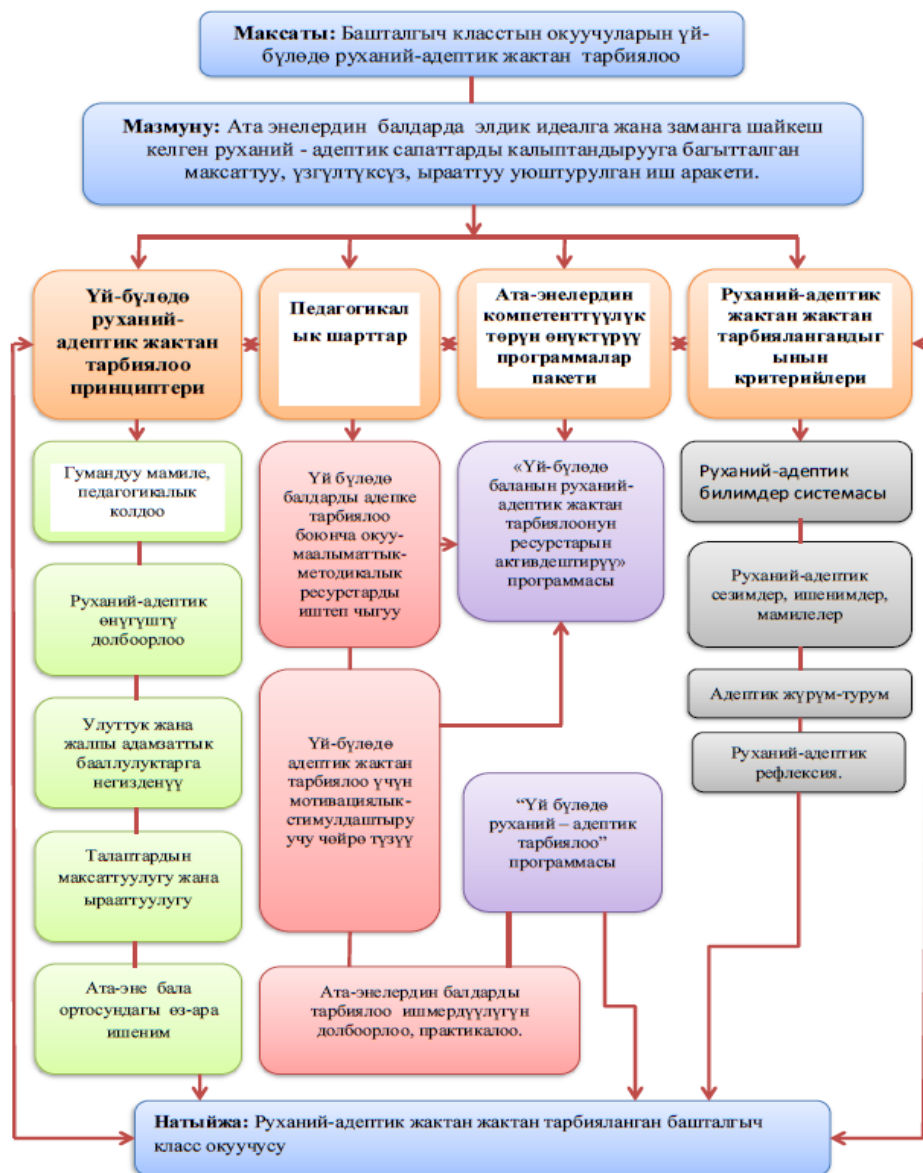 Максаты: Башталгыч класстын окуучуларын үй-
бүлөдө руханий-адептик жактан тарбиялоо
Мазмуну: Ата энелердин балдарда элдик идеалга жана заманга шайкеш
келген руханий - адептик сапаттарды калыптандырууга багытталган
максаттуу, үзгүлтүксүз, ырааттуу уюштурулган иш аракети.
Үй-бүлөдө
руханий-
адептик жактан
тарбиялоо
принциптери
Педагогикал
ык шарттар
Ата-энелердин
компетенттүүлүк
төрүн өнүктүрүү
программалар
пакети
Руханий-адептик
жактан жактан
тарбиялангандыг
ынын
критерийлери
Гумандуу мамиле,
педагогикалык
колдоо
Руханий-адептик
өнүгүштү
долбоорлоо
Улуттук жана
жалпы адамзаттык
бааллулуктарга
негизденүү
Талаптардын
максаттуулугу жана
ырааттуулугу
Ата-эне бала
ортосундагы өз-ара
ишеним
Үй бүлөдө
балдарды адепке
тарбиялоо
боюнча окуу-
маалыматтык-
методикалык
ресурстарды
иштеп чыгуу
Үй-бүлөдө
адептик жактан
тарбиялоо үчүн
мотивациялык-
стимулдаштыру
учу чөйрө түзүү
Ата-энелердин балдарды
тарбиялоо ишмердүүлүгүн
долбоорлоо, практикалоо.
«Үй-бүлөдө
баланын руханий-
адептик жактан
тарбиялоонун
ресурстарын
активдештирүү»
программасы
“Үй бүлөдө
руханий – адептик
тарбиялоо”
программасы
Руханий-адептик
билимдер системасы
Руханий-адептик
сезимдер, ишенимдер,
мамилелер
Адептик жүрүм-турум
Руханий-адептик
рефлексия.
Натыйжа: Руханий-адептик жактан жактан тарбияланган башталгыч
класс окуучусу